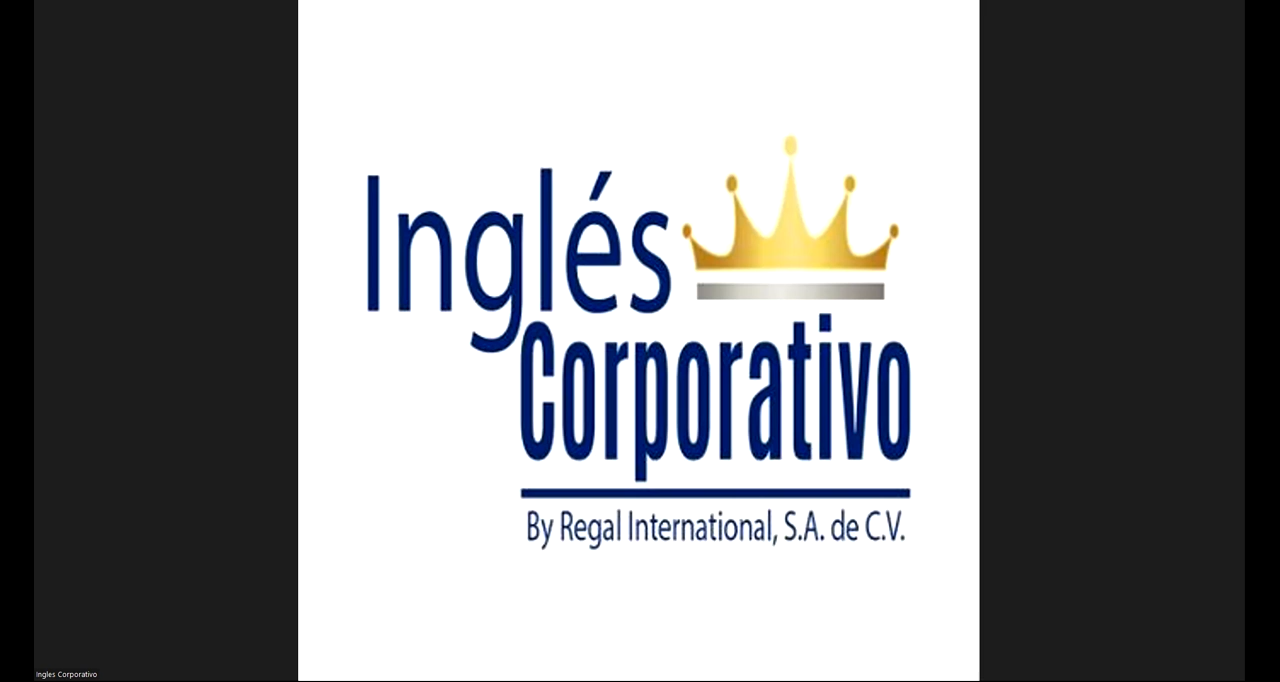 Inglés
Corporativo
By Regal International, S.A. de C.V.
Ingles Corporativo